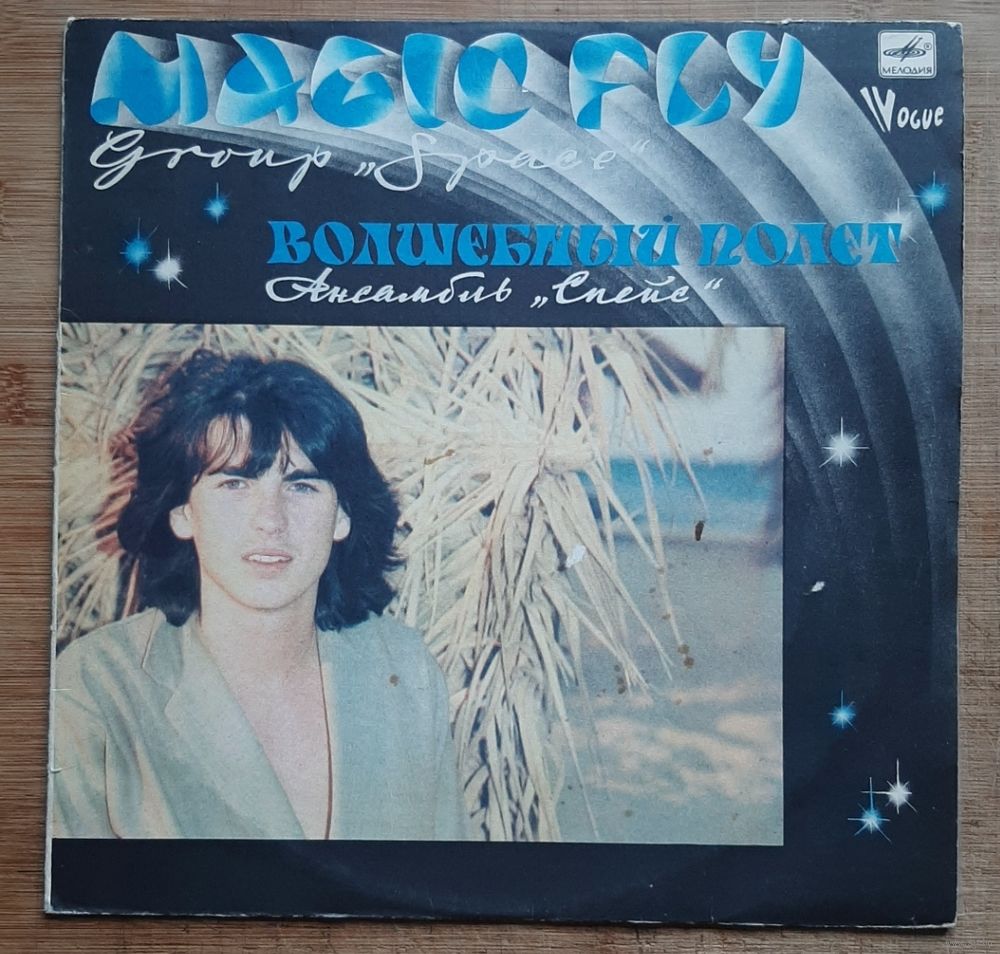 MAGIC FLY
МЕЛОДИЯ
Vogue
Group „Space“
ВОЛШЕБНЫЙ ПОЛЕТ
Ансамбль „Спейс“